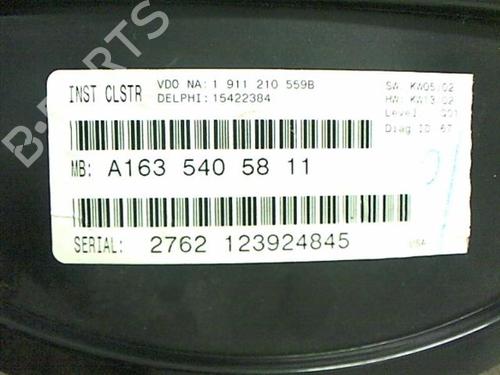 INST CLSTR
VDO NA: 1 911 210 559B
DELPHI: 15422384
SW: KW05/02
HW: KW13/02
Level: 001
Diag ID 67
MB: A163 540 58 11
SERIAL: 2762 123924845
USA
B-PARTS